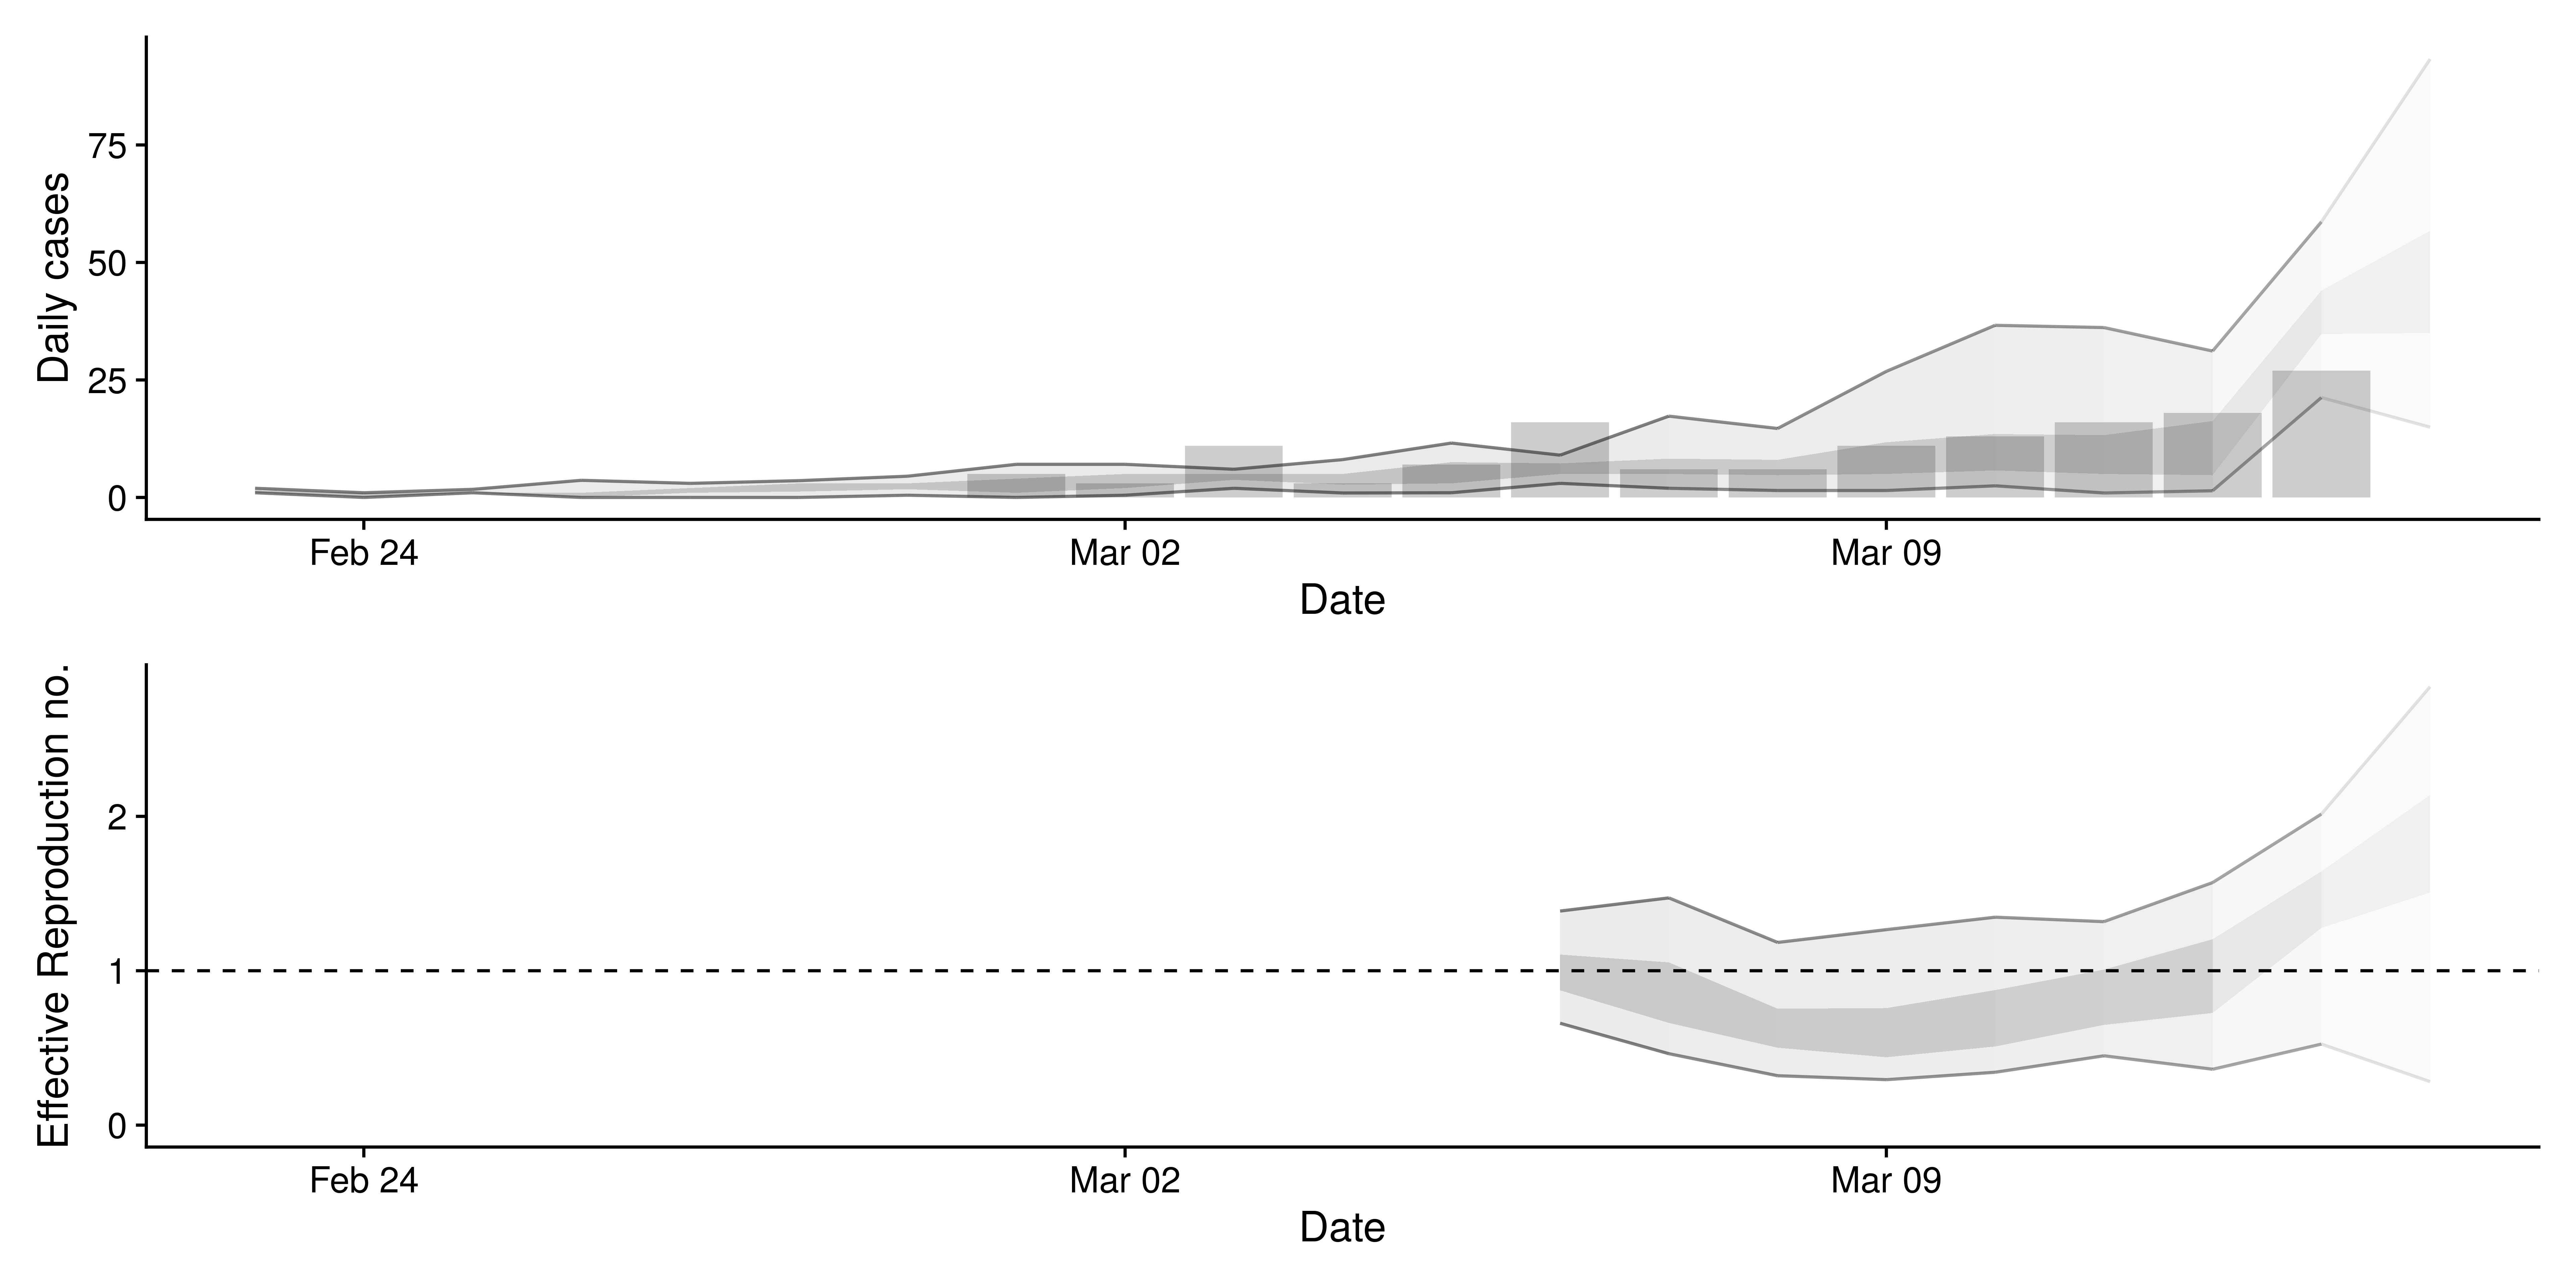 Daily cases
75
50
25
0
Feb 24
Mar 02
Mar 09
Date
Effective Reproduction no.
2
1
0
Feb 24
Mar 02
Mar 09
Date